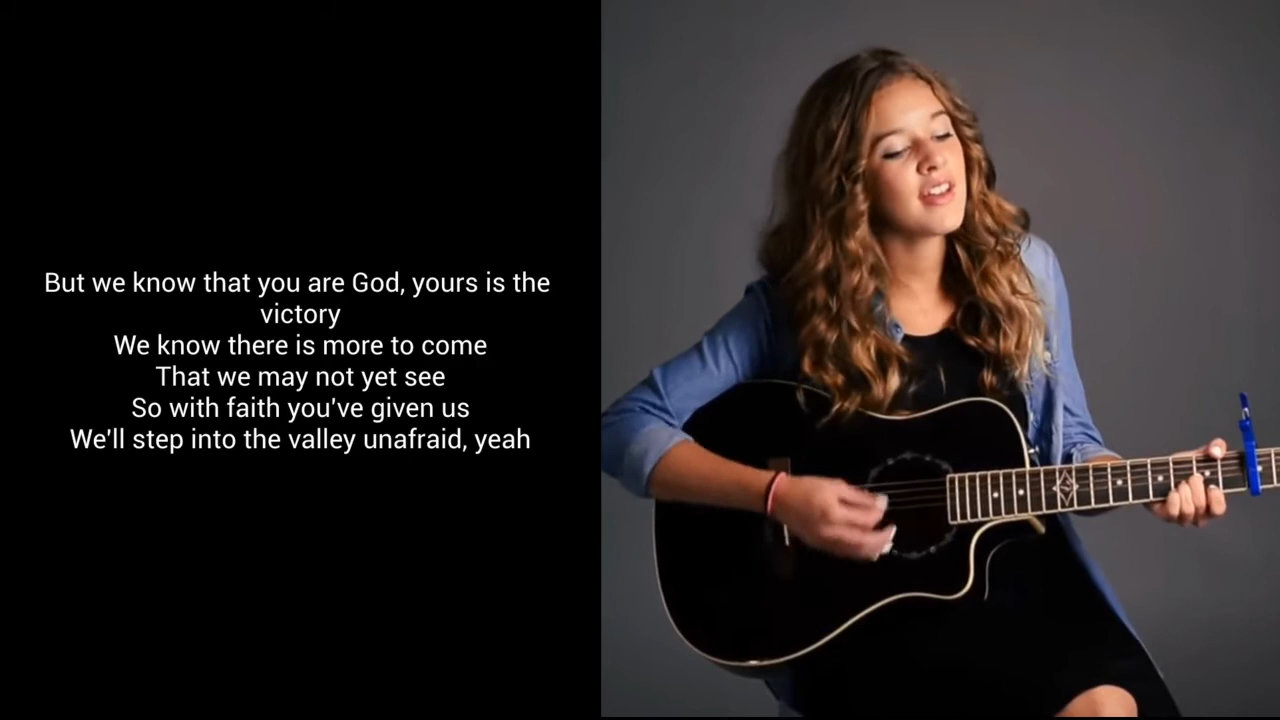 But we know that you are God, yours is the
victory
We know there is more to come
That we may not yet see
So with faith you've given us
We'll step into the valley unafraid, yeah